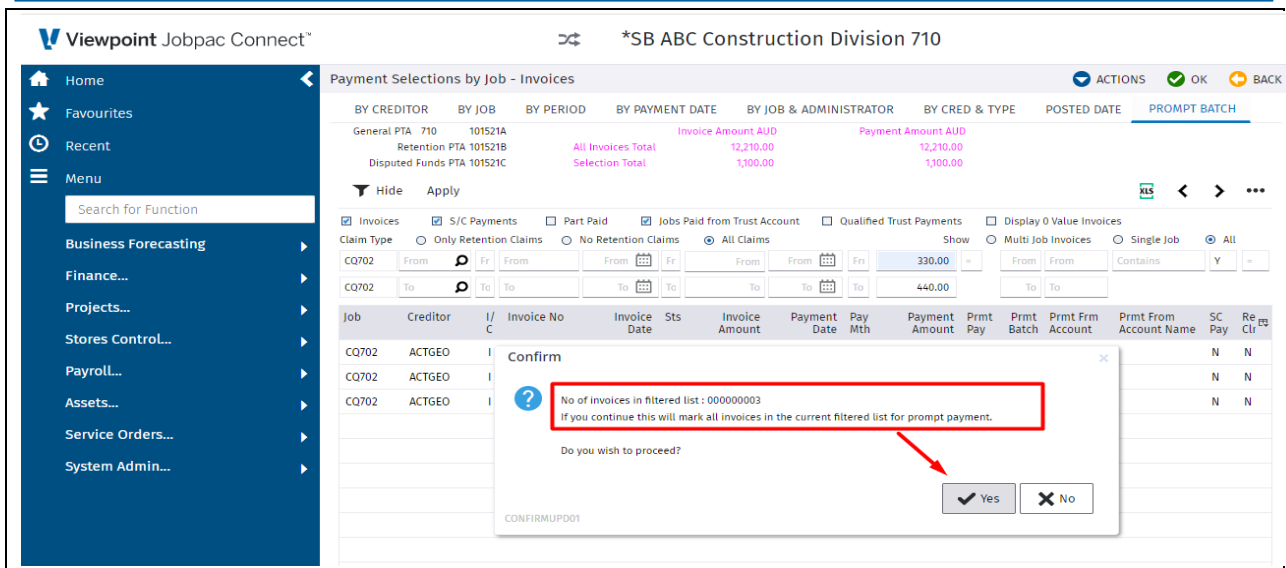 Viewpoint Jobpac Connect™
*SB ABC Construction Division 710
Home
Favourites
Recent
Menu
Search for Function
Business Forecasting
Finance...
Projects...
Stores Control...
Payroll...
Assets...
Service Orders...
System Admin...
Payment Selections by Job - Invoices
ACTIONS OK BACK
BY CREDITOR BY JOB BY PERIOD BY PAYMENT DATE BY JOB & ADMINISTRATOR BY CRED & TYPE POSTED DATE PROMPT BATCH
General PTA 710 101521A Invoice Amount AUD Payment Amount AUD
Retention PTA 101521B All Invoices Total 12,210.00 12,210.00
Disputed Funds PTA 101521C Selection Total 1,100.00 1,100.00
Hide Apply XLS
Invoices S/C Payments Part Paid Jobs Paid from Trust Account Qualified Trust Payments Display 0 Value Invoices
Claim Type Only Retention Claims No Retention Claims All Claims Show Multi Job Invoices Single Job All
CQ702 From Fr From From Fr From From Fri 330.00 = From From Contains Y =
CQ702 To To To To To To To To 440.00 To To
Job Creditor I/ Invoice No Invoice Sts Invoice Payment Pay Payment Prmt Prmt Prmt Frm Prmt From SC Re
C Date Amount Date Mth Amount Pay Batch Account Account Name Pay Clr
CQ702 ACTGEO I N N
CQ702 ACTGEO I N N
CQ702 ACTGEO I N N
Confirm
No of invoices in filtered list : 000000003
If you continue this will mark all invoices in the current filtered list for prompt payment.
Do you wish to proceed?
Yes No
CONFIRMUPD01